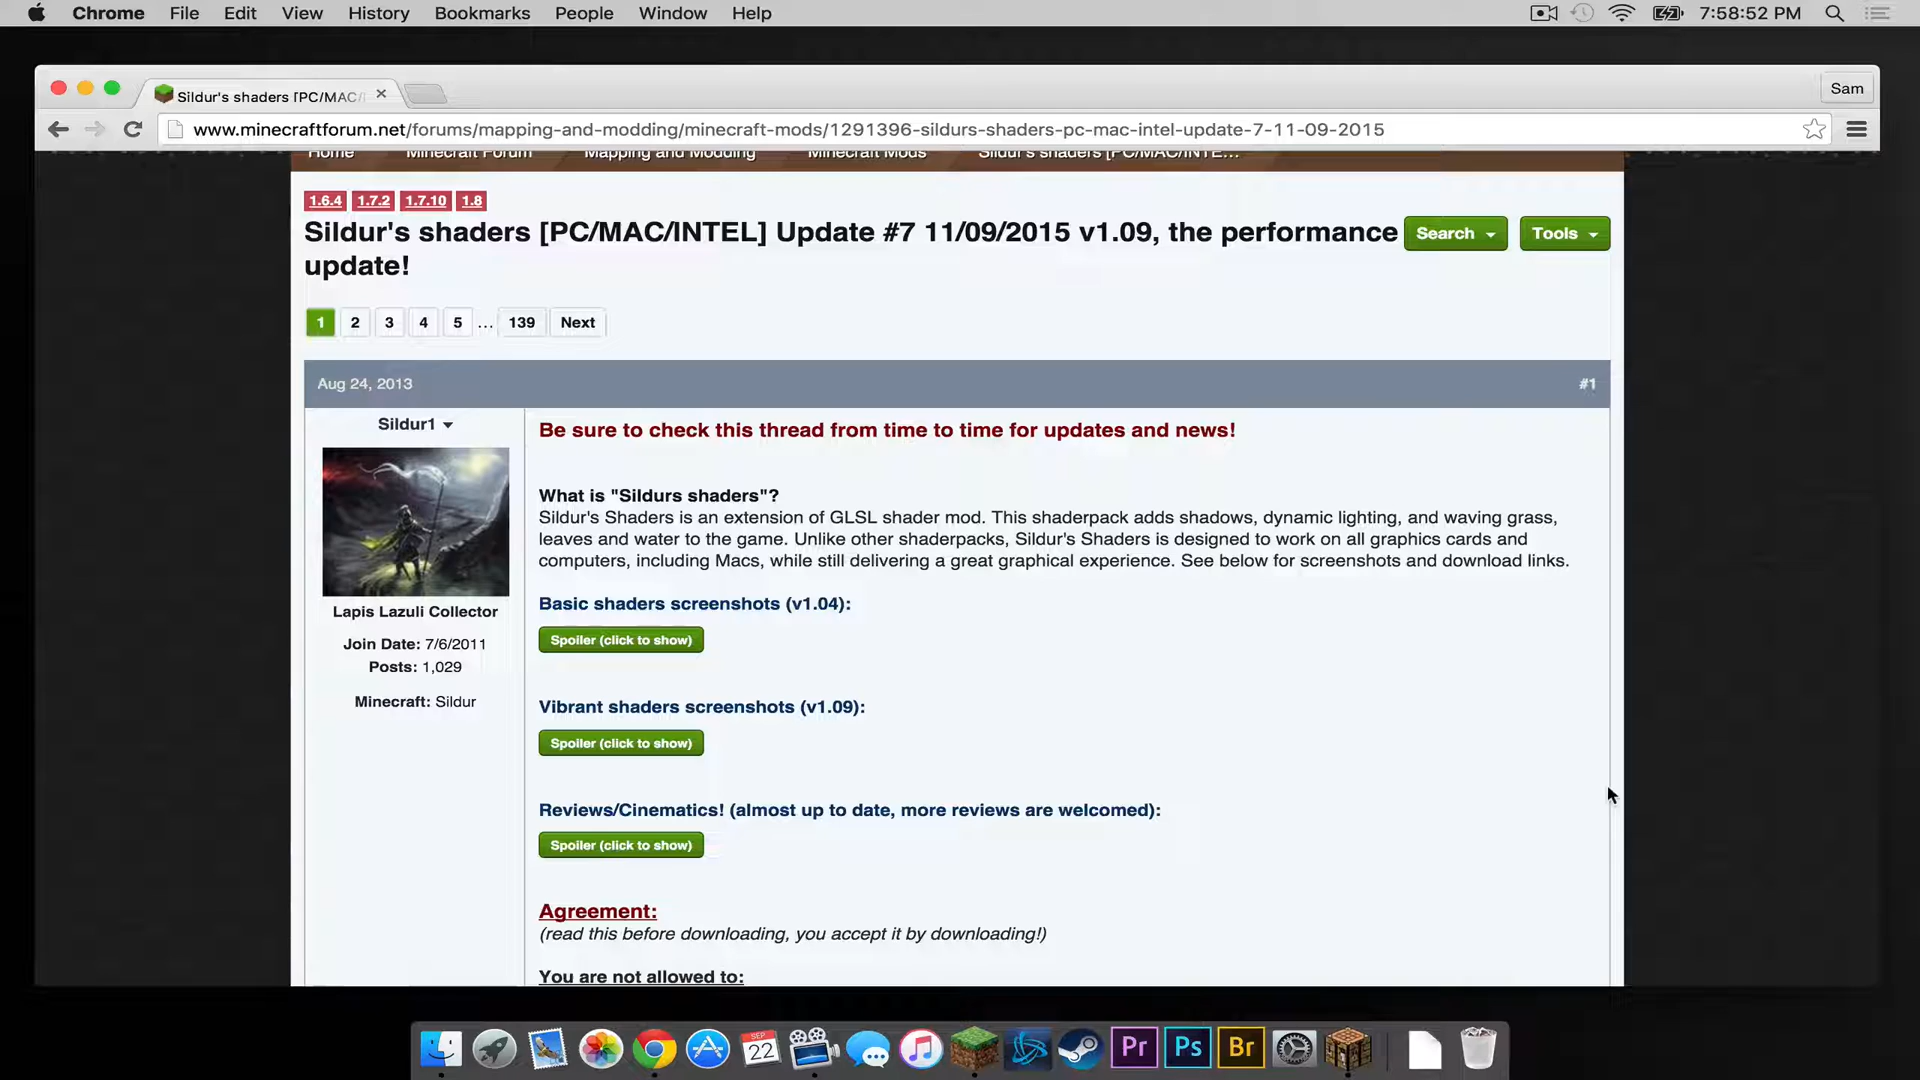 Chrome File Edit View History Bookmarks People Window Help 7:58:52 PM
Sildur's shaders [PC/MAC/ Sam
www.minecraftforum.net/forums/mapping-and-modding/minecraft-mods/1291396-sildurs-shaders-pc-mac-intel-update-7-11-09-2015
Home Minecraft Forum Mapping and Modding Minecraft Mods Sildur's shaders [PC/MAC/INTE...
1.6.4 1.7.2 1.7.10 1.8
Sildur's shaders [PC/MAC/INTEL] Update #7 11/09/2015 v1.09, the performance
update!
Search Tools
1 2 3 4 5 ... 139 Next
Aug 24, 2013 #1
Sildur1
Lapis Lazuli Collector
Join Date: 7/6/2011
Posts: 1,029
Minecraft: Sildur
Be sure to check this thread from time to time for updates and news!
What is "Sildurs shaders"?
Sildur's Shaders is an extension of GLSL shader mod. This shaderpack adds shadows, dynamic lighting, and waving grass,
leaves and water to the game. Unlike other shaderpacks, Sildur's Shaders is designed to work on all graphics cards and
computers, including Macs, while still delivering a great graphical experience. See below for screenshots and download links.
Basic shaders screenshots (v1.04):
Spoiler (click to show)
Vibrant shaders screenshots (v1.09):
Spoiler (click to show)
Reviews/Cinematics! (almost up to date, more reviews are welcomed):
Spoiler (click to show)
Agreement:
(read this before downloading, you accept it by downloading!)
You are not allowed to:
SEP
22
Pr Ps Br